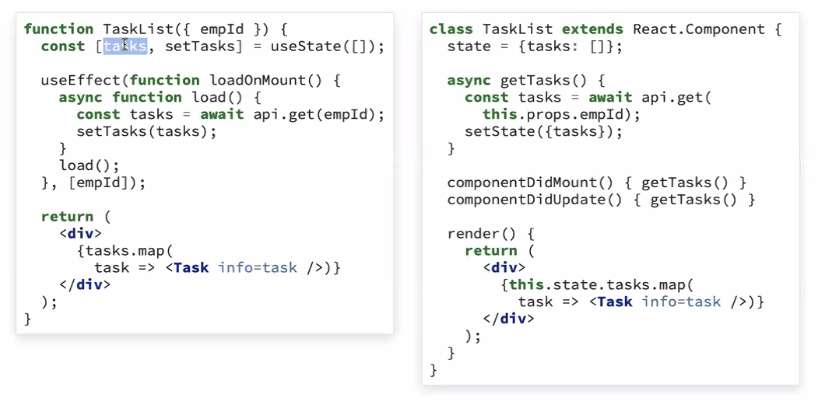 function TaskList({ empId }) {
  const [tasks, setTasks] = useState([]);

  useEffect(function loadOnMount() {
    async function load() {
      const tasks = await api.get(empId);
      setTasks(tasks);
    }
    load();
  }, [empId]);

  return (
    <div>
      {tasks.map(
        task => <Task info=task />)}
    </div>
  );
}

class TaskList extends React.Component {
  state = {tasks: []};

  async getTasks() {
    const tasks = await api.get(
      this.props.empId);
    setState({tasks});
  }

  componentDidMount() { getTasks() }
  componentDidUpdate() { getTasks() }

  render() {
    return (
      <div>
        {this.state.tasks.map(
          task => <Task info=task />)}
      </div>
    );
  }
}